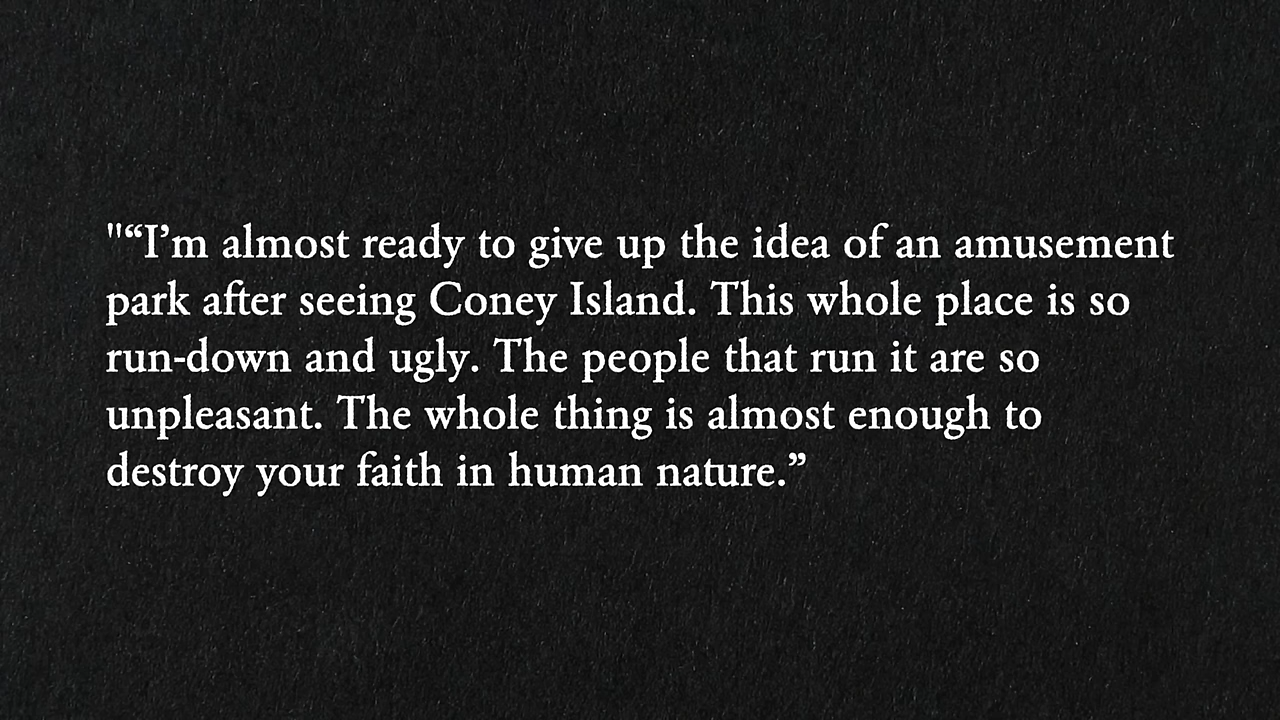 "“I’m almost ready to give up the idea of an amusement
park after seeing Coney Island. This whole place is so
run-down and ugly. The people that run it are so
unpleasant. The whole thing is almost enough to
destroy your faith in human nature.”